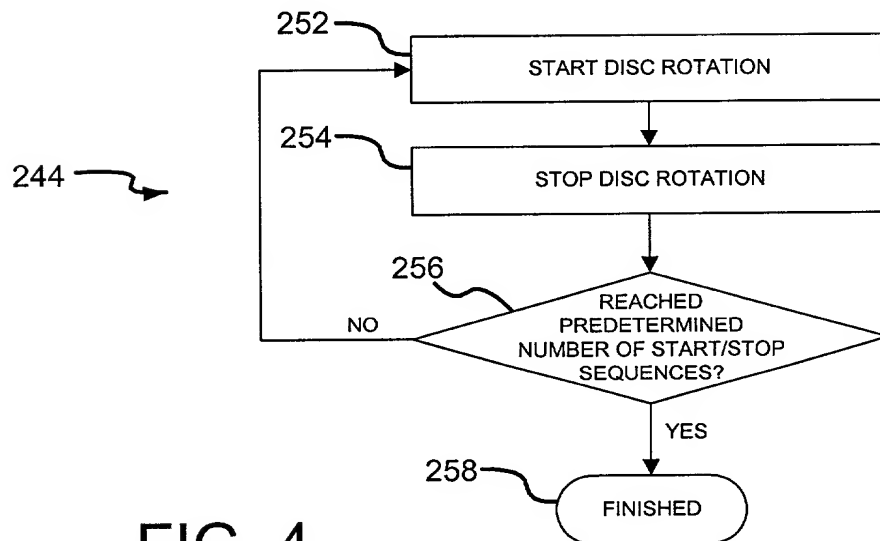 252
START DISC ROTATION
254
STOP DISC ROTATION
244
256
REACHED
PREDETERMINED
NUMBER OF START/STOP
SEQUENCES?
NO
YES
258
FINISHED
FIG. 4